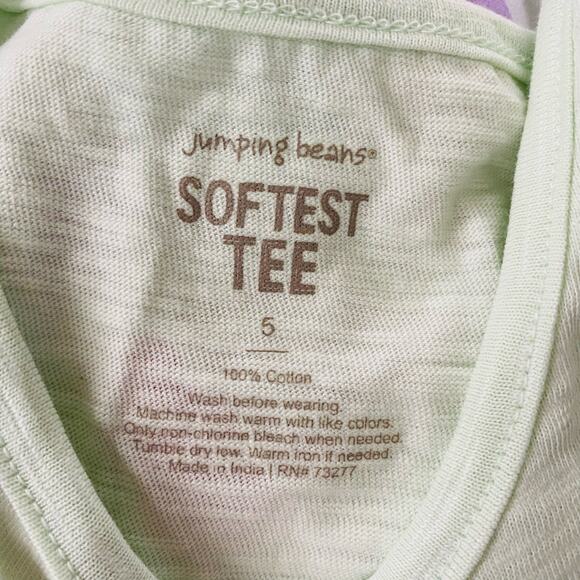 jumping beans®
SOFTEST
TEE
5
100% Cotton
Wash before wearing.
Machine wash warm with like colors.
Only non-chlorine bleach when needed.
Tumble dry low. Warm iron if needed.
Made in India | RN# 73277